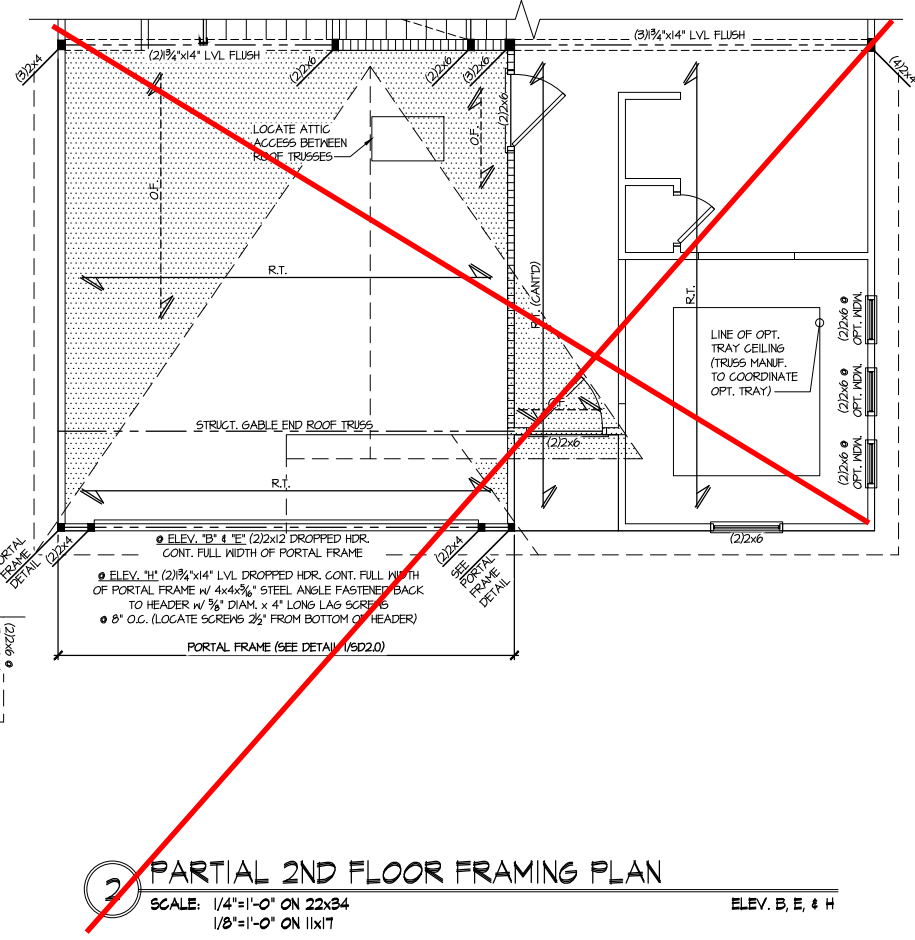 (2)1¾"x14" LVL FLUSH
(3)1¾"x14" LVL FLUSH
(3)2x4
(2)2x6
(2)2x6
(3)2x6
(4)2x4
(2)2x6
LOCATE ATTIC
ACCESS BETWEEN
ROOF TRUSSES
O.F.
O.F.
R.T.
R.T. (CANT'D)
R.T.
LINE OF OPT.
TRAY CEILING
(TRUSS MANUF.
TO COORDINATE
OPT. TRAY)
(2)2x6 @
OPT. WDW.
(2)2x6 @
OPT. WDW.
(2)2x6 @
OPT. WDW.
O.F.
STRUCT. GABLE END ROOF TRUSS
(2)2x6
R.T.
(2)2x6
PORTAL
FRAME
DETAIL
(2)2x4
@ ELEV. "B" & "E" (2)2x12 DROPPED HDR.
CONT. FULL WIDTH OF PORTAL FRAME
(2)2x4
SEE
PORTAL
FRAME
DETAIL
@ ELEV. "H" (2)1¾"x14" LVL DROPPED HDR. CONT. FULL WIDTH
OF PORTAL FRAME W/ 4x4x5/16" STEEL ANGLE FASTENED BACK
TO HEADER W/ ⅝" DIAM. x 4" LONG LAG SCREWS
@ 8" O.C. (LOCATE SCREWS 2½" FROM BOTTOM OF HEADER)
(2)2x6 @
PORTAL FRAME (SEE DETAIL 1/SD2.0)
2
PARTIAL 2ND FLOOR FRAMING PLAN
SCALE: 1/4"=1'-0" ON 22x34
1/8"=1'-0" ON 11x17
ELEV. B, E, & H